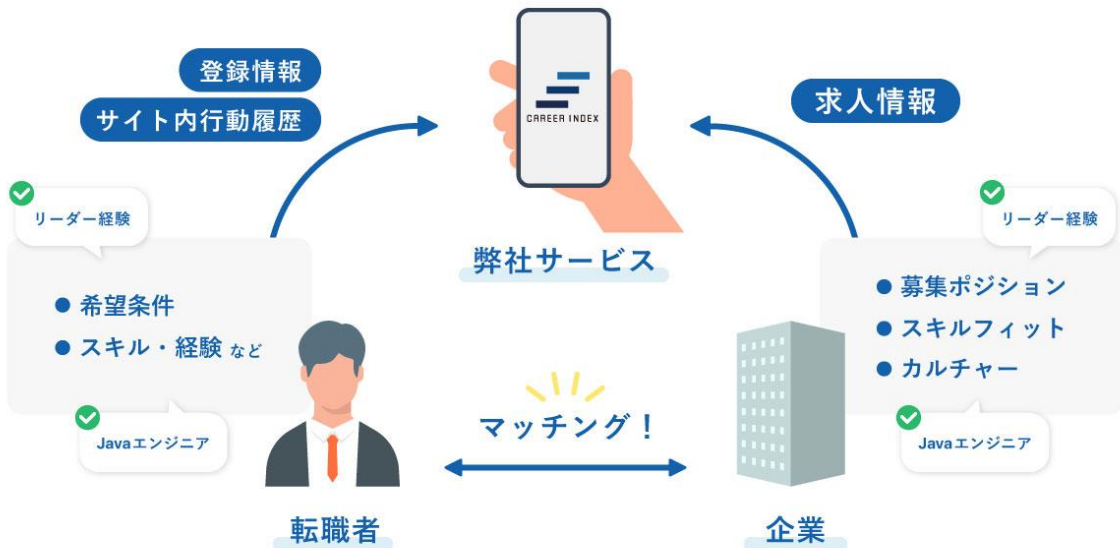 登録情報
サイト内行動履歴
CAREER INDEX
求人情報
弊社サービス
リーダー経験
● 希望条件
● スキル・経験 など
Javaエンジニア
転職者
マッチング！
リーダー経験
● 募集ポジション
● スキルフィット
● カルチャー
Javaエンジニア
企業